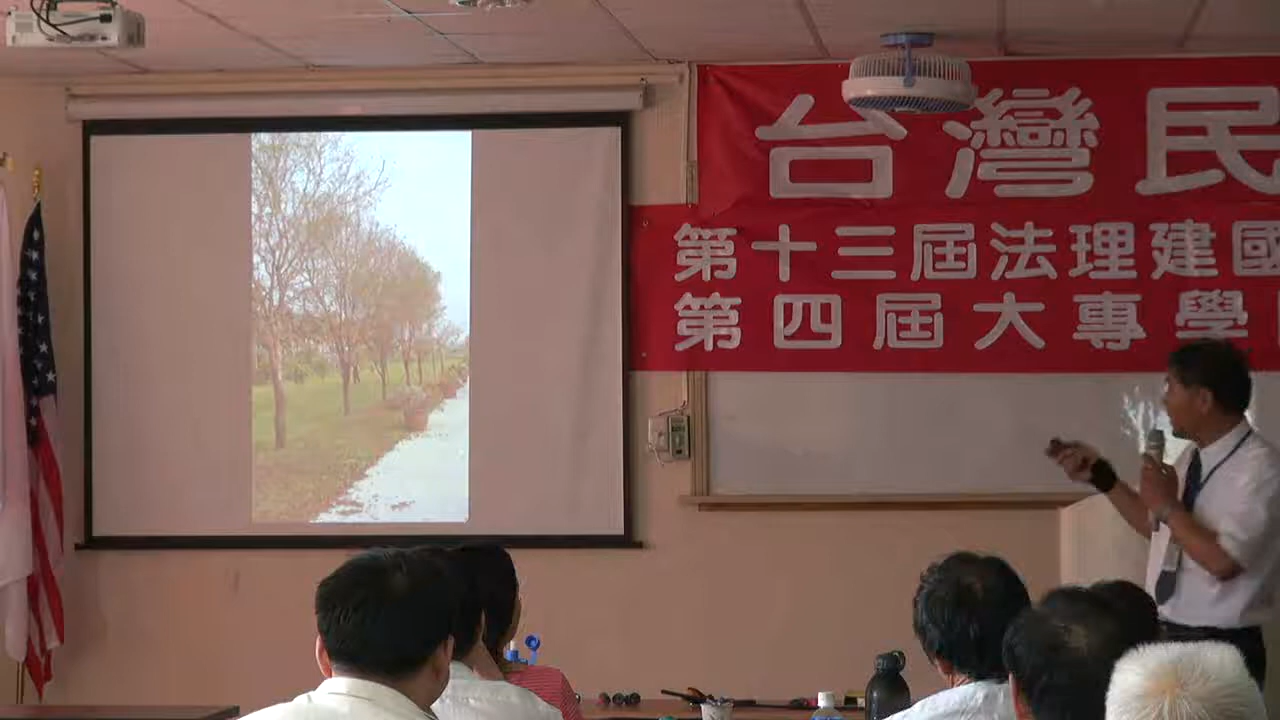 台灣民
第十三屆法理建國
第四屆大專學